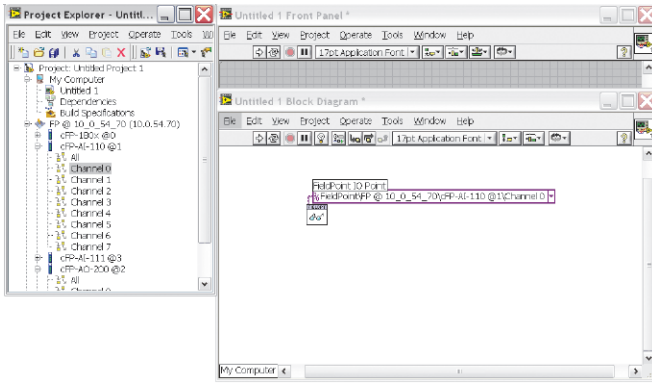 Project Explorer - Untitl...
File Edit View Project Operate Tools Wi
Project: Untitled Project 1
My Computer
Untitled 1
Dependencies
Build Specifications
FP @ 10_0_54_70 (10.0.54.70)
cFP-180x @0
cFP-AI-110 @1
All
Channel 0
Channel 1
Channel 2
Channel 3
Channel 4
Channel 5
Channel 6
Channel 7
cFP-AI-111 @3
cFP-AO-200 @2
All
Channel 0
Untitled 1 Front Panel *
File Edit View Project Operate Tools Window Help
17pt Application Font
Untitled 1 Block Diagram *
File Edit View Project Operate Tools Window Help
17pt Application Font
FieldPoint IO Point
FieldPoint\FP @ 10_0_54_70\cFP-AI-110 @1\Channel 0
My Computer